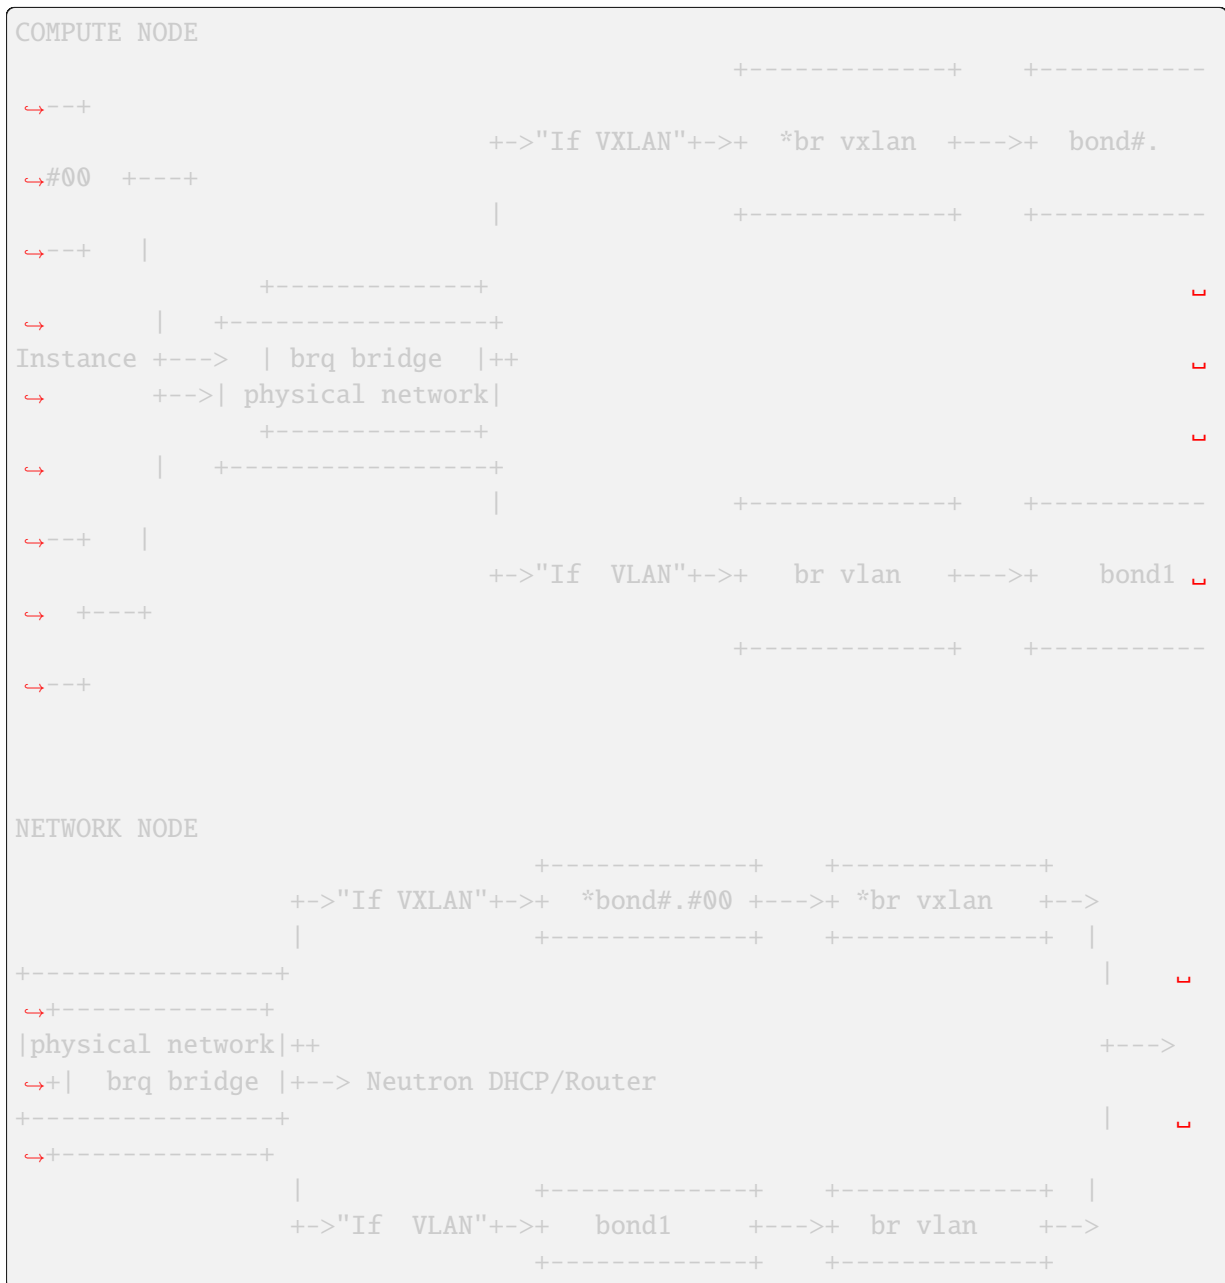 COMPUTE NODE
                                               +-------------+    +-----------
↪--+
                               +->"If VXLAN"+->+  *br vxlan  +--->+  bond#.
↪#00  +----+
                               |               +-------------+    +-----------
↪--+   |
                +--------------+                                              ␣
↪       |   +-----------------+
Instance +--->  | brq bridge  |++                                             ␣
↪       +-->| physical network|
                +--------------+                                              ␣
↪       |   +-----------------+
                               |               +-------------+    +-----------
↪--+   |
                               +->"If  VLAN"+->+   br vlan   +--->+    bond1 ␣
↪  +----+
                                               +-------------+    +-----------
↪--+
NETWORK NODE
                                  +-------------+    +-------------+
                  +->"If VXLAN"+->+  *bond#.#00 +--->+ *br vxlan   +-->
                  |               +-------------+    +-------------+  |
+----------------+                                                     |    ␣
↪+-------------+
|physical network|++                                                   +--->
↪+|  brq bridge |+--> Neutron DHCP/Router
+----------------+                                                     |    ␣
↪+-------------+
                  |               +-------------+    +-------------+  |
                  +->"If  VLAN"+->+   bond1     +--->+  br vlan    +-->
                                  +-------------+    +-------------+